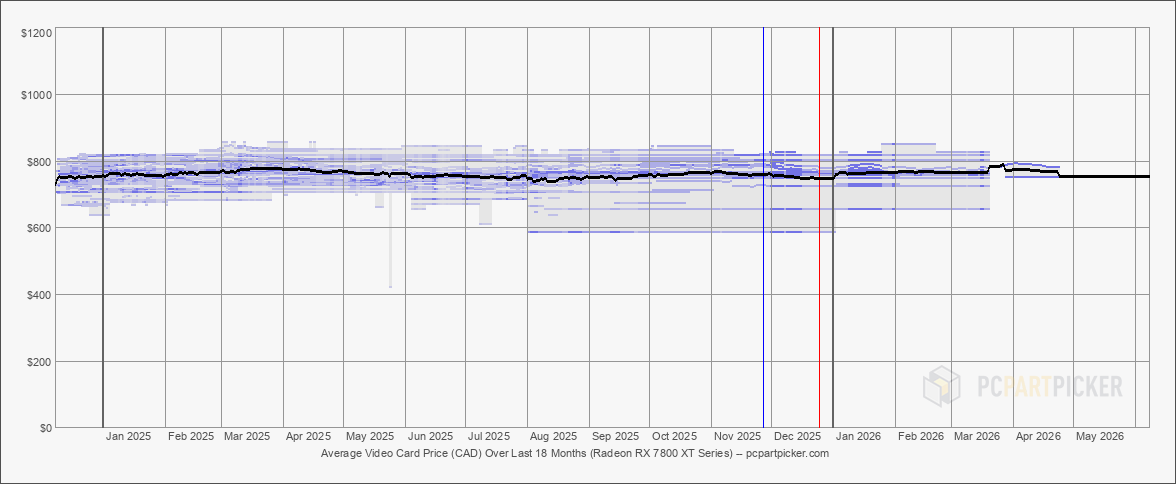 $1200
$1000
$800
$600
$400
$200
$0
PCPARTPICKER
Jan 2025 Feb 2025 Mar 2025 Apr 2025 May 2025 Jun 2025 Jul 2025 Aug 2025 Sep 2025 Oct 2025 Nov 2025 Dec 2025 Jan 2026 Feb 2026 Mar 2026 Apr 2026 May 2026
Average Video Card Price (CAD) Over Last 18 Months (Radeon RX 7800 XT Series) -- pcpartpicker.com